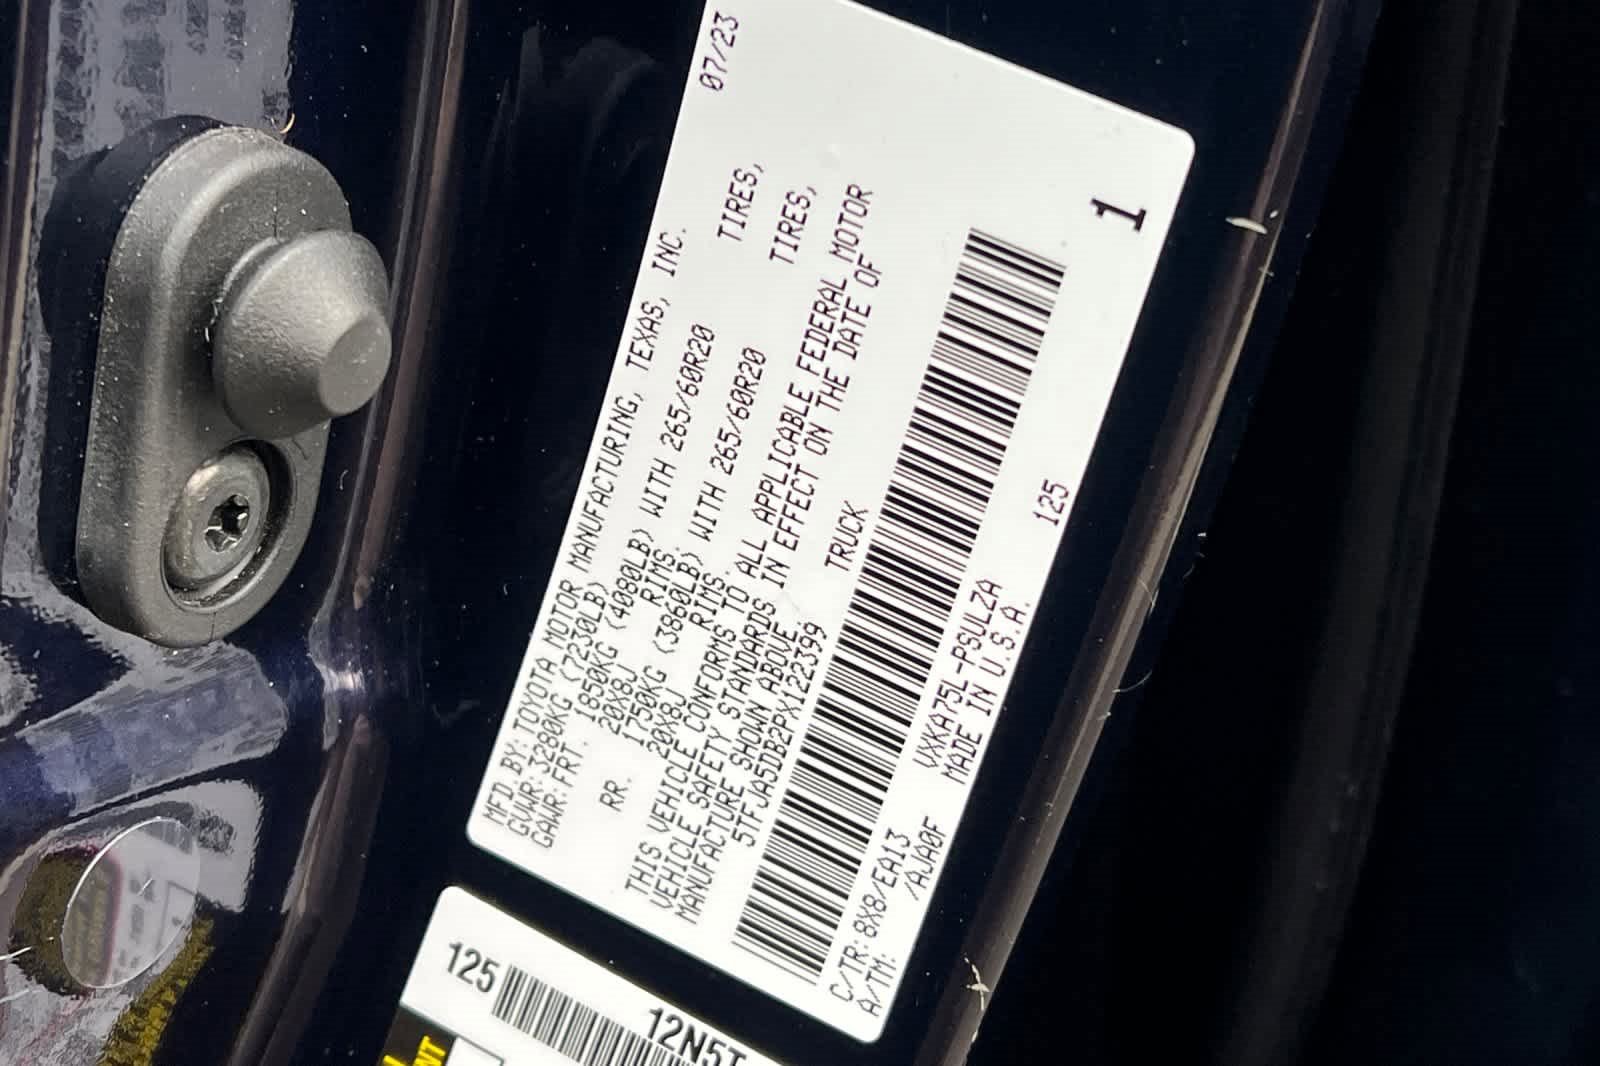 MFD.BY:TOYOTA MOTOR MANUFACTURING, TEXAS, INC. 07/23
GVWR:3280KG (7230LB)
GAWR:FRT. 1850KG (4080LB) WITH 265/60R20 TIRES,
20X8J RIMS.
RR. 1750KG (3860LB) WITH 265/60R20 TIRES,
20X8J RIMS.
THIS VEHICLE CONFORMS TO ALL APPLICABLE FEDERAL MOTOR
VEHICLE SAFETY STANDARDS IN EFFECT ON THE DATE OF
MANUFACTURE SHOWN ABOVE.
5TFJA5DB2PX122399 TRUCK
1
C/TR:8X8/EA13 VXKA75L-PSULZA 125
A/TM: /AJA0F MADE IN U.S.A.
125
12N5T
NT